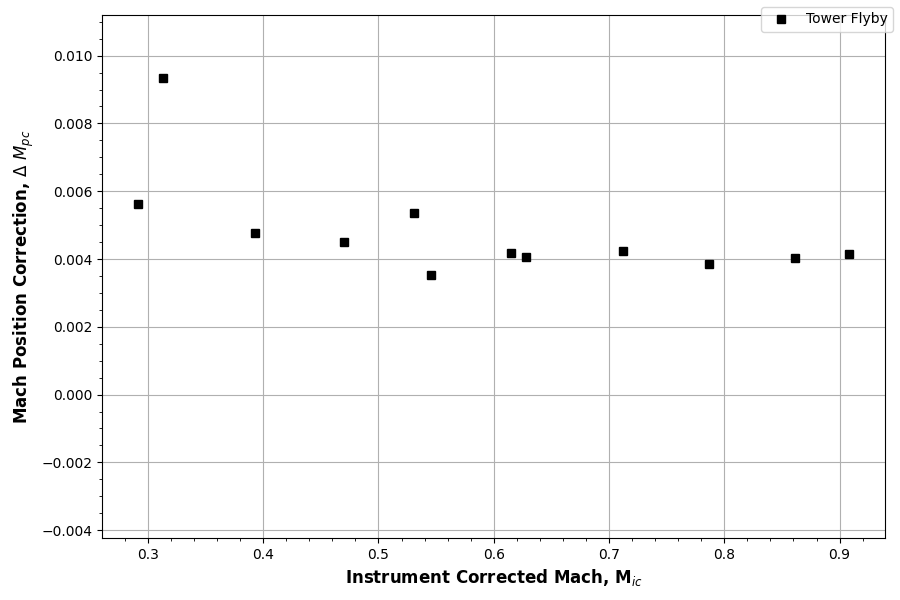 Tower Flyby
Mach Position Correction, Δ M_pc
0.010
0.008
0.006
0.004
0.002
0.000
−0.002
−0.004
0.3 0.4 0.5 0.6 0.7 0.8 0.9
Instrument Corrected Mach, M_ic